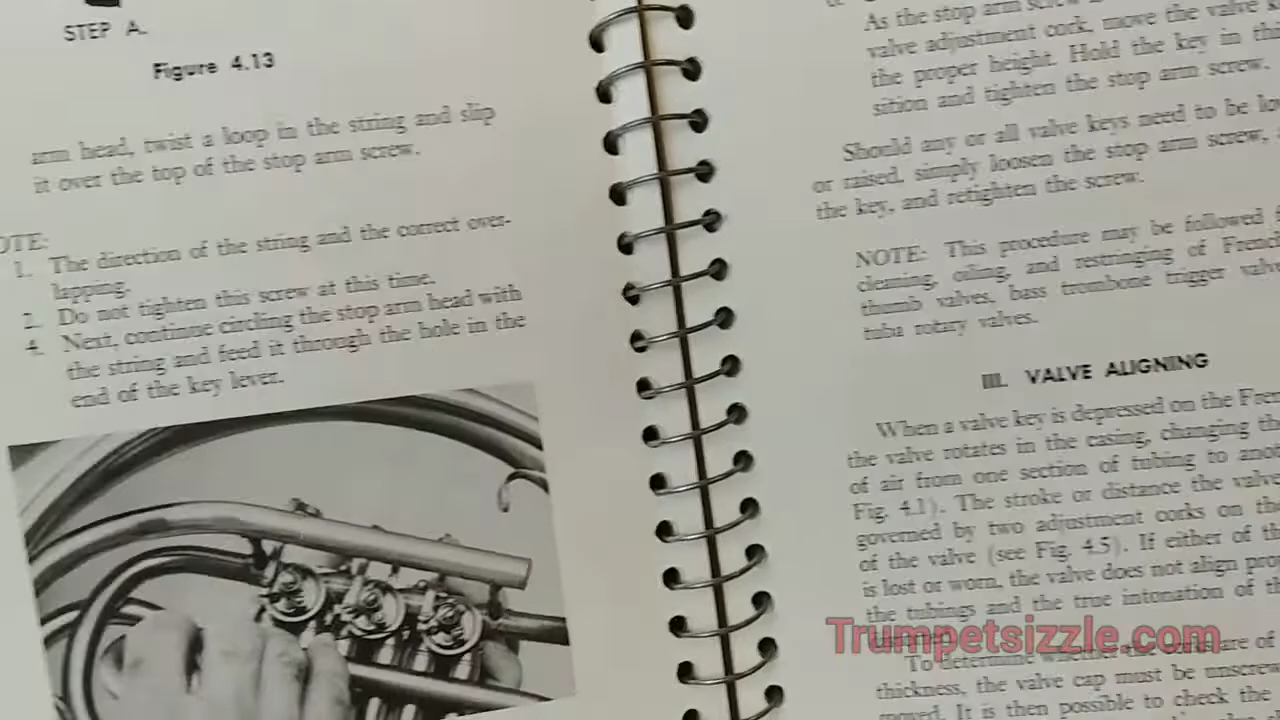 STEP A.
Figure 4.13
arm head, twist a loop in the string and slip
it over the top of the stop arm screw.
OTE:
1. The direction of the string and the correct over-
lapping.
2. Do not tighten this screw at this time.
4. Next, continue circling the stop arm head with
the string and feed it through the hole in the
end of the key lever.
As the stop arm screw
valve adjustment cork, move the valve k
the proper height. Hold the key in thi
sition and tighten the stop arm screw.
Should any or all valve keys need to be lo
or raised, simply loosen the stop arm screw,
the key, and retighten the screw.
NOTE: This procedure may be followed
cleaning, oiling, and restringing of French
thumb valves, bass trombone trigger valv
tuba rotary valves.
III. VALVE ALIGNING
When a valve key is depressed on the Fren
the valve rotates in the casing, changing th
of air from one section of tubing to anot
Fig. 4.1). The stroke or distance the valve
governed by two adjustment corks on the
of the valve (see Fig. 4.5). If either of th
is lost or worn, the valve does not align pro
the tubings and the true intonation of th
Trumpetsizzle.com
To determine whether are of
thickness, the valve cap must be unscrew
moved. It is then possible to check the